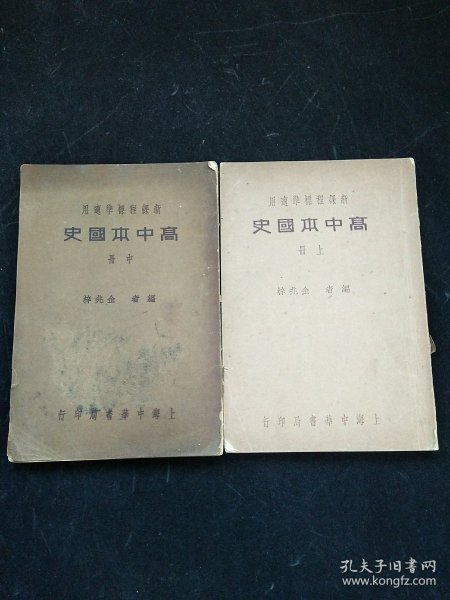 新課程標準適用
高中本國史
上冊
編者 金兆梓
上海中華書局印行
新課程標準適用
高中本國史
中冊
編者 金兆梓
上海中華書局印行
孔夫子旧书网
www.kongfz.com